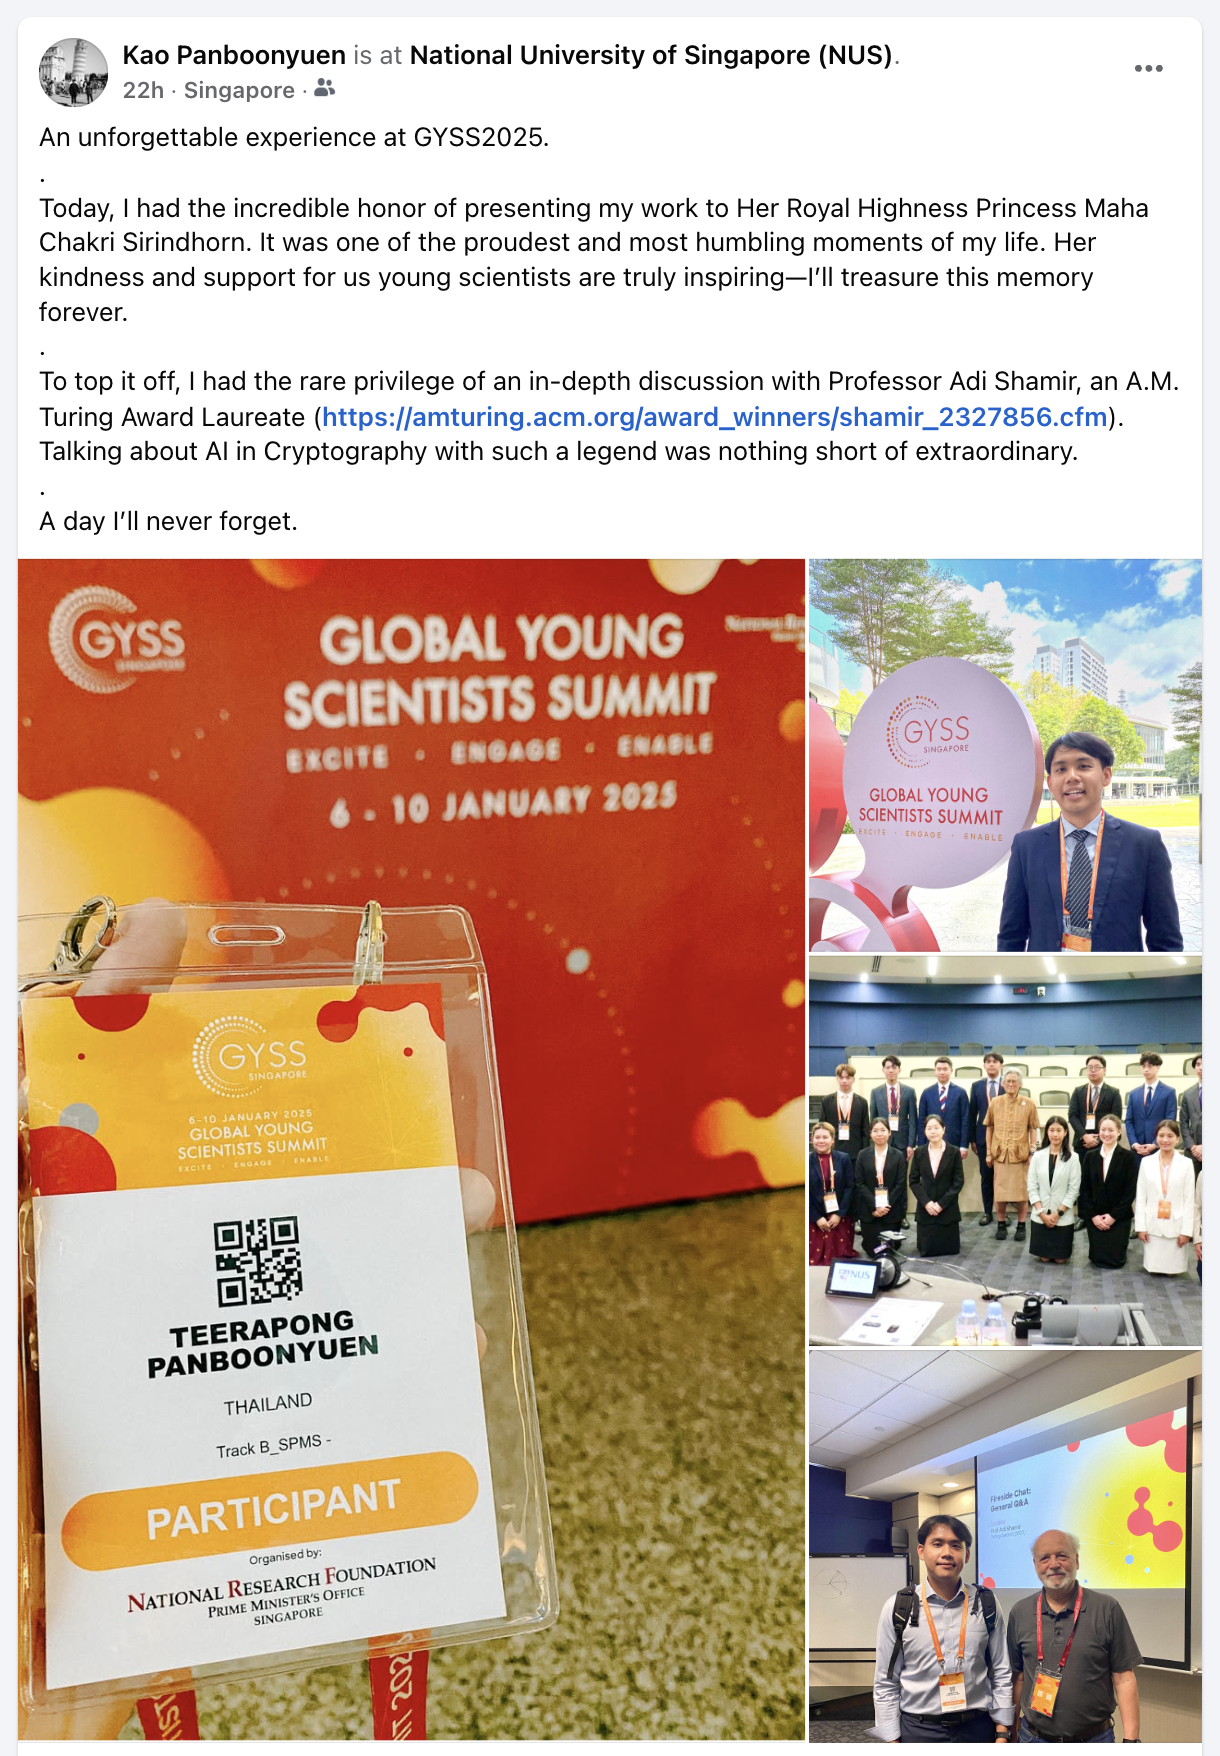 Kao Panboonyuen is at National University of Singapore (NUS).
22h · Singapore ·
An unforgettable experience at GYSS2025.
.
Today, I had the incredible honor of presenting my work to Her Royal Highness Princess Maha
Chakri Sirindhorn. It was one of the proudest and most humbling moments of my life. Her
kindness and support for us young scientists are truly inspiring—I’ll treasure this memory
forever.
.
To top it off, I had the rare privilege of an in-depth discussion with Professor Adi Shamir, an A.M.
Turing Award Laureate (https://amturing.acm.org/award_winners/shamir_2327856.cfm).
Talking about AI in Cryptography with such a legend was nothing short of extraordinary.
.
A day I’ll never forget.
GYSS
SINGAPORE
GLOBAL YOUNG
SCIENTISTS SUMMIT
EXCITE · ENGAGE · ENABLE
6 - 10 JANUARY 2025
GYSS
SINGAPORE
6-10 JANUARY 2025
GLOBAL YOUNG
SCIENTISTS SUMMIT
EXCITE · ENGAGE · ENABLE
TEERAPONG
PANBOONYUEN
THAILAND
Track B_SPMS -
PARTICIPANT
Organised by:
NATIONAL RESEARCH FOUNDATION
PRIME MINISTER'S OFFICE
SINGAPORE
GYSS
SINGAPORE
GLOBAL YOUNG
SCIENTISTS SUMMIT
EXCITE · ENGAGE · ENABLE
NUS
Fireside Chat:
General Q&A